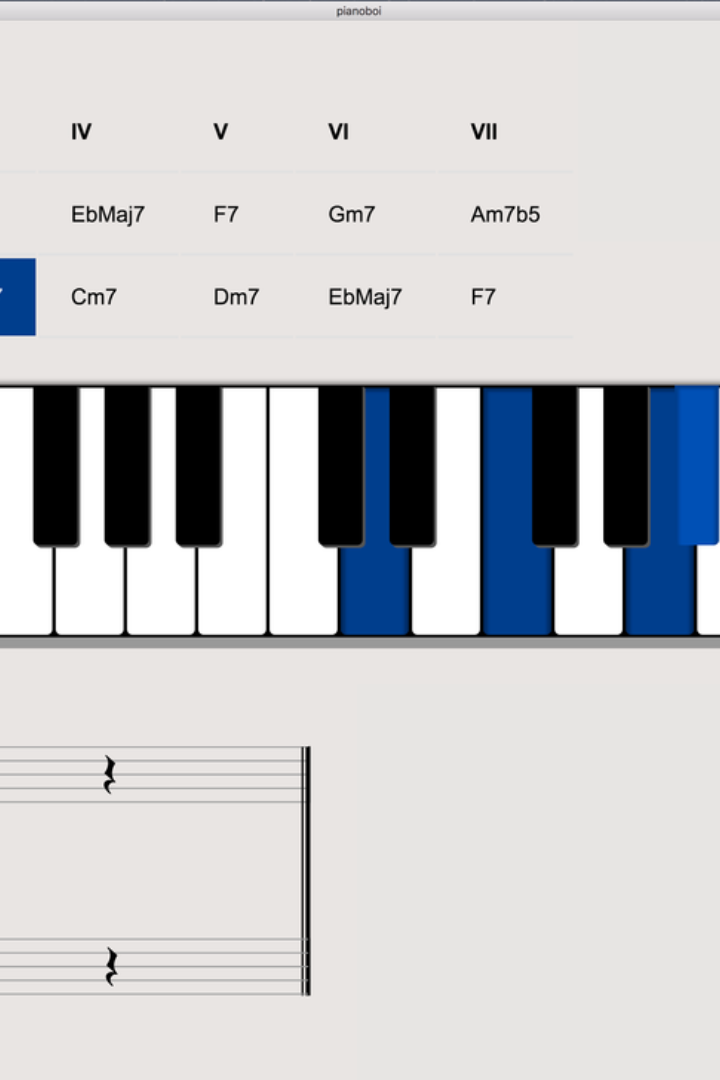 pianoboi
IV V VI VII
EbMaj7 F7 Gm7 Am7b5
Cm7 Dm7 EbMaj7 F7